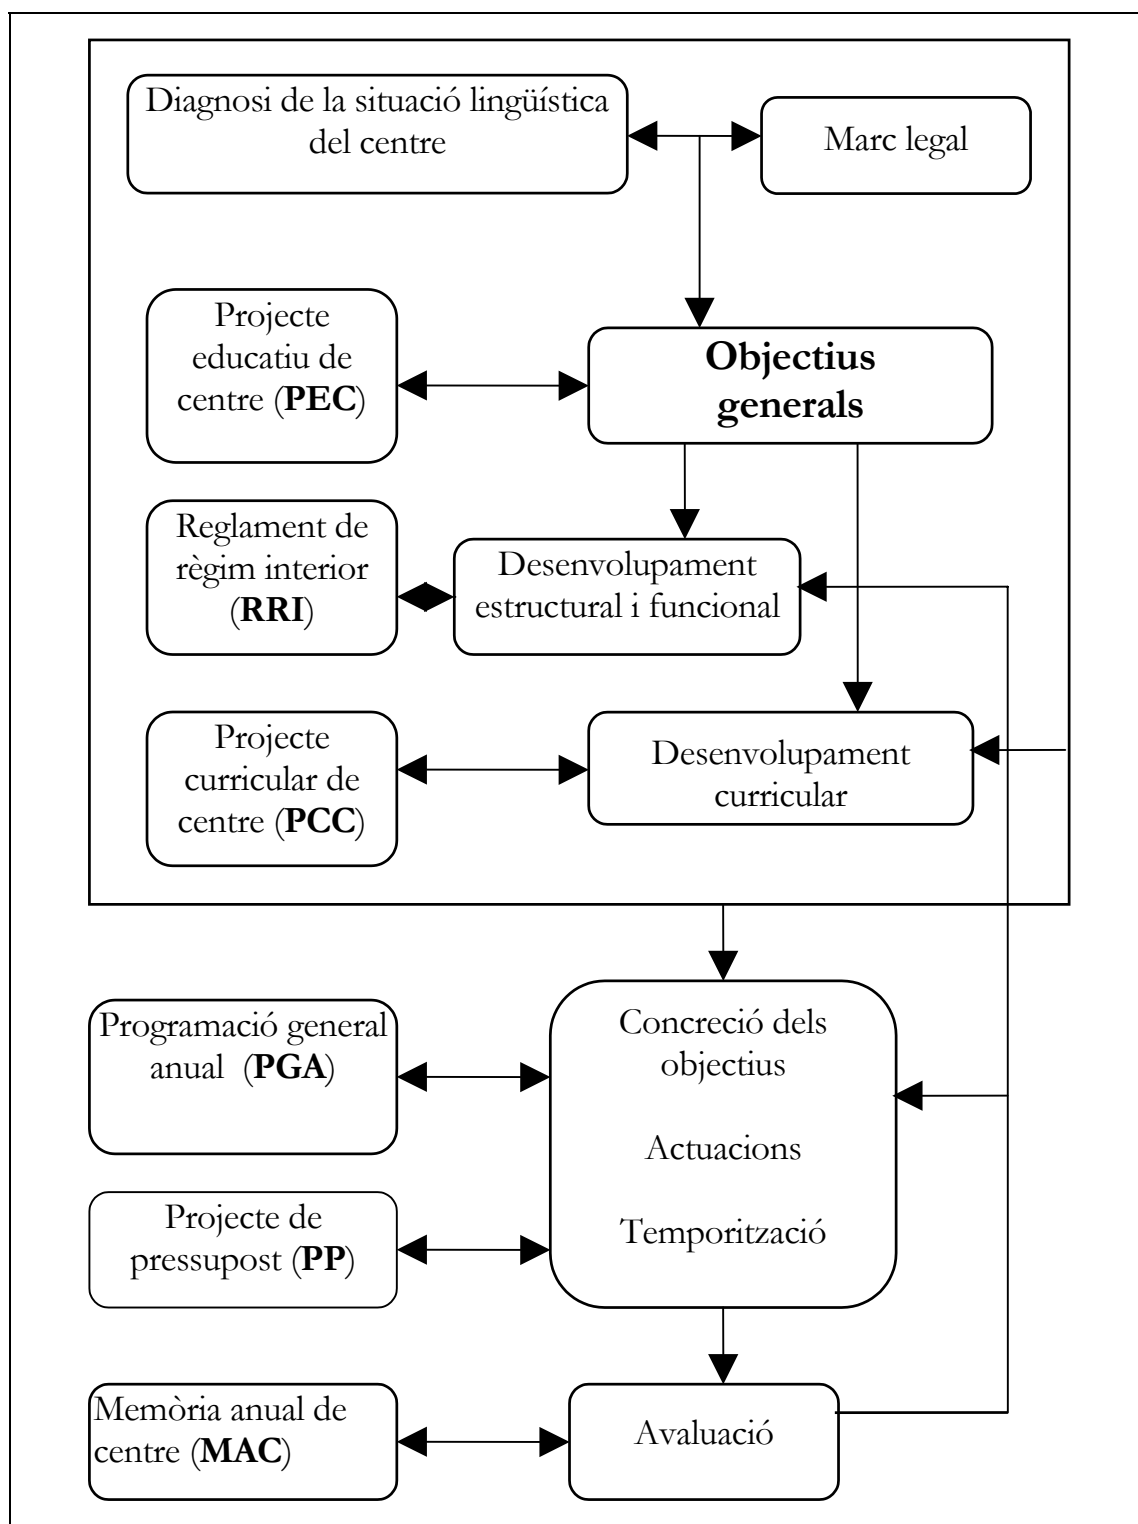 Diagnosi de la situació lingüística
del centre
Marc legal
Projecte
educatiu de
centre (PEC)
Objectius
generals
Reglament de
règim interior
(RRI)
Desenvolupament
estructural i funcional
Projecte
curricular de
centre (PCC)
Desenvolupament
curricular
Programació general
anual  (PGA)
Concreció dels
objectius
Actuacions
Temporització
Projecte de
pressupost (PP)
Memòria anual de
centre (MAC)
Avaluació